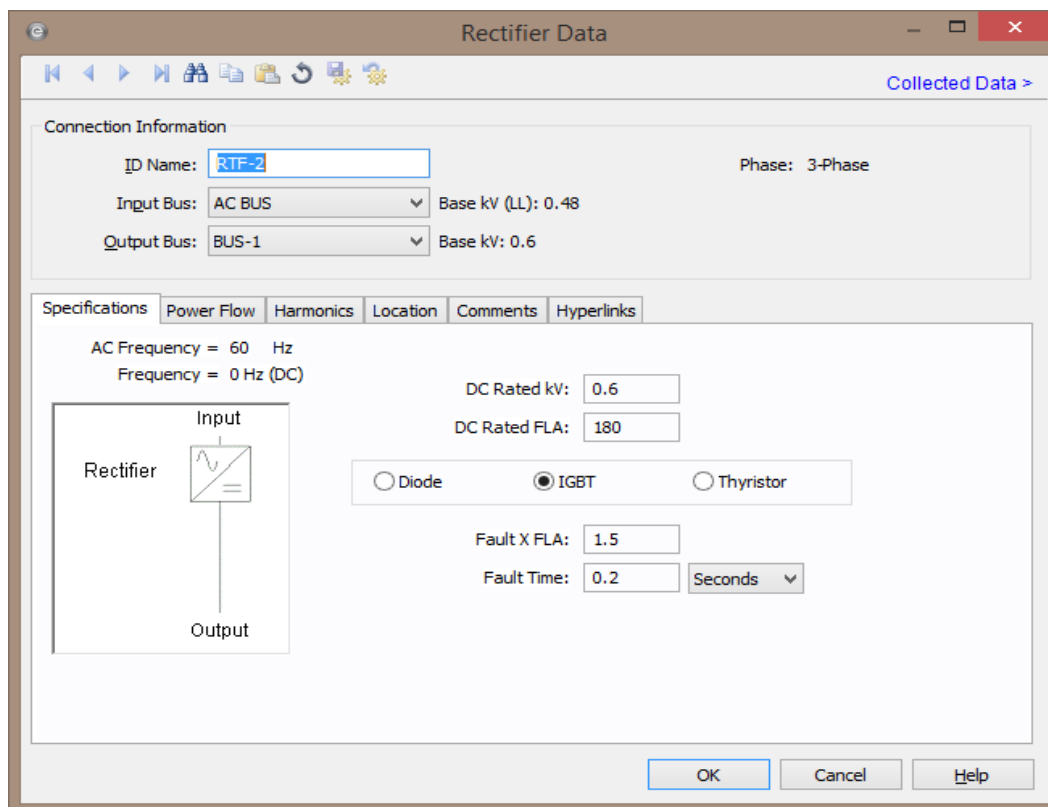 Rectifier Data
Collected Data >
Connection Information
ID Name: RTF-2 Phase: 3-Phase
Input Bus: AC BUS Base kV (LL): 0.48
Output Bus: BUS-1 Base kV: 0.6
Specifications Power Flow Harmonics Location Comments Hyperlinks
AC Frequency = 60 Hz
Frequency = 0 Hz (DC)
DC Rated kV: 0.6
Input
DC Rated FLA: 180
Rectifier
Diode IGBT Thyristor
Fault X FLA: 1.5
Fault Time: 0.2 Seconds
Output
OK Cancel Help